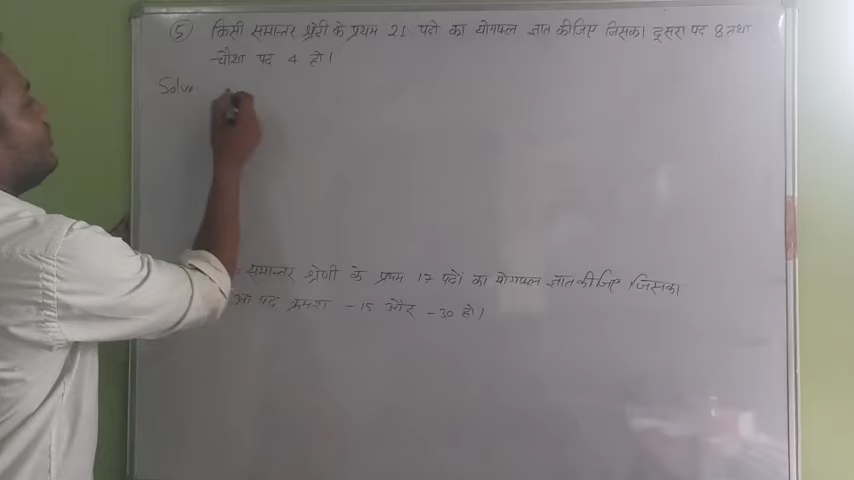 (5) किसी समान्तर श्रेढी के प्रथम 21 पदो का योगफल ज्ञात कीजिए जिसका दूसरा पद 8 तथा
चौथा पद 4 हो।
Solve
समान्तर श्रेणी के प्रथम 17 पदों का योगफल ज्ञात कीजिए जिसका
पद क्रमश -15 और -30 हो।